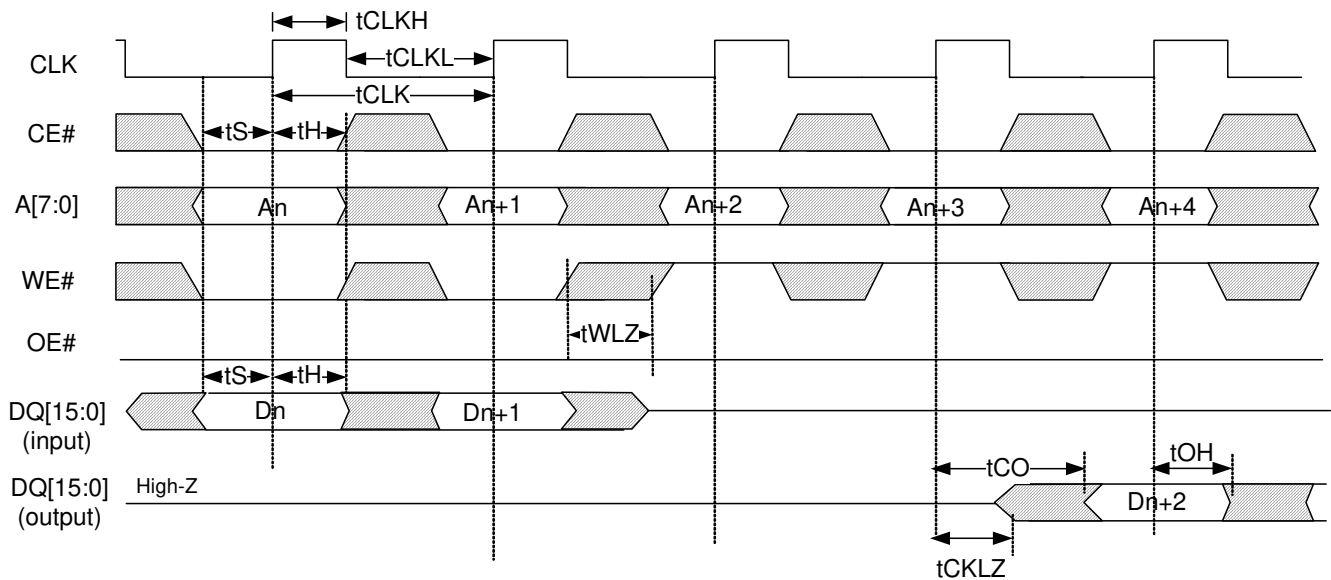 tCLKH
CLK
tCLKL
tCLK
CE#
tS
tH
A[7:0]
An
An+1
An+2
An+3
An+4
WE#
tWLZ
OE#
tS
tH
DQ[15:0]
(input)
Dn
Dn+1
tCO
tOH
DQ[15:0]
(output)
High-Z
Dn+2
tCKLZ